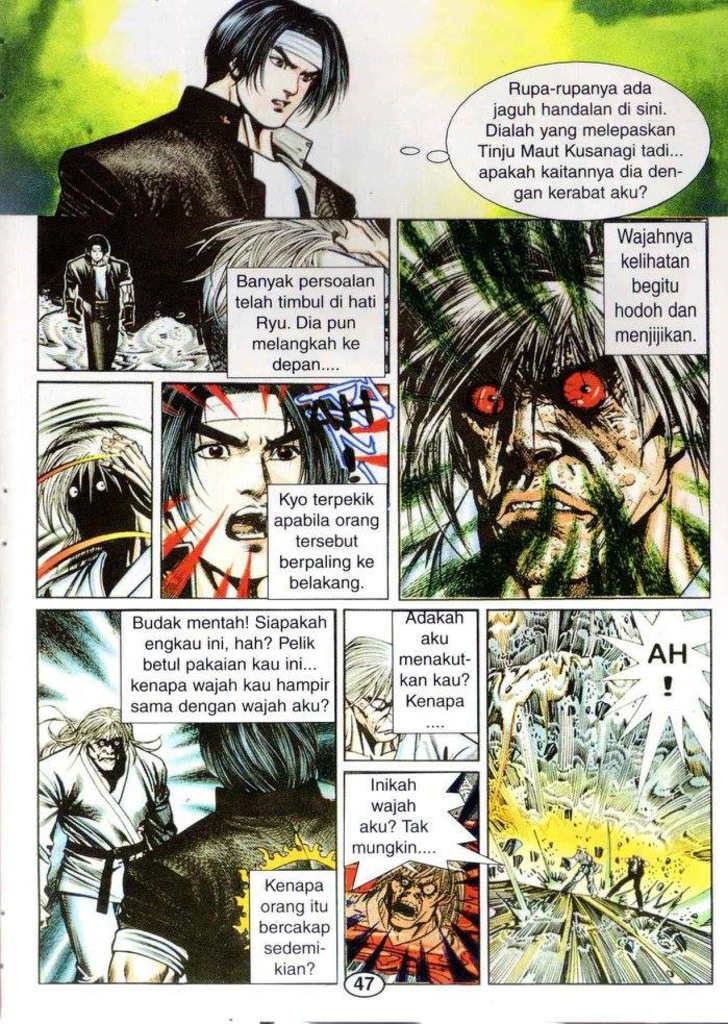 Rupa-rupanya ada
jaguh handalan di sini.
Dialah yang melepaskan
Tinju Maut Kusanagi tadi...
apakah kaitannya dia den-
gan kerabat aku?
Banyak persoalan
telah timbul di hati
Ryu. Dia pun
melangkah ke
depan....
Wajahnya
kelihatan
begitu
hodoh dan
menjijikan.
AH
!
Kyo terpekik
apabila orang
tersebut
berpaling ke
belakang.
Budak mentah! Siapakah
engkau ini, hah? Pelik
betul pakaian kau ini...
kenapa wajah kau hampir
sama dengan wajah aku?
Kenapa
orang itu
bercakap
sedemi-
kian?
Adakah
aku
menakut-
kan kau?
Kenapa
....
Inikah
wajah
aku? Tak
mungkin....
AH
!
47